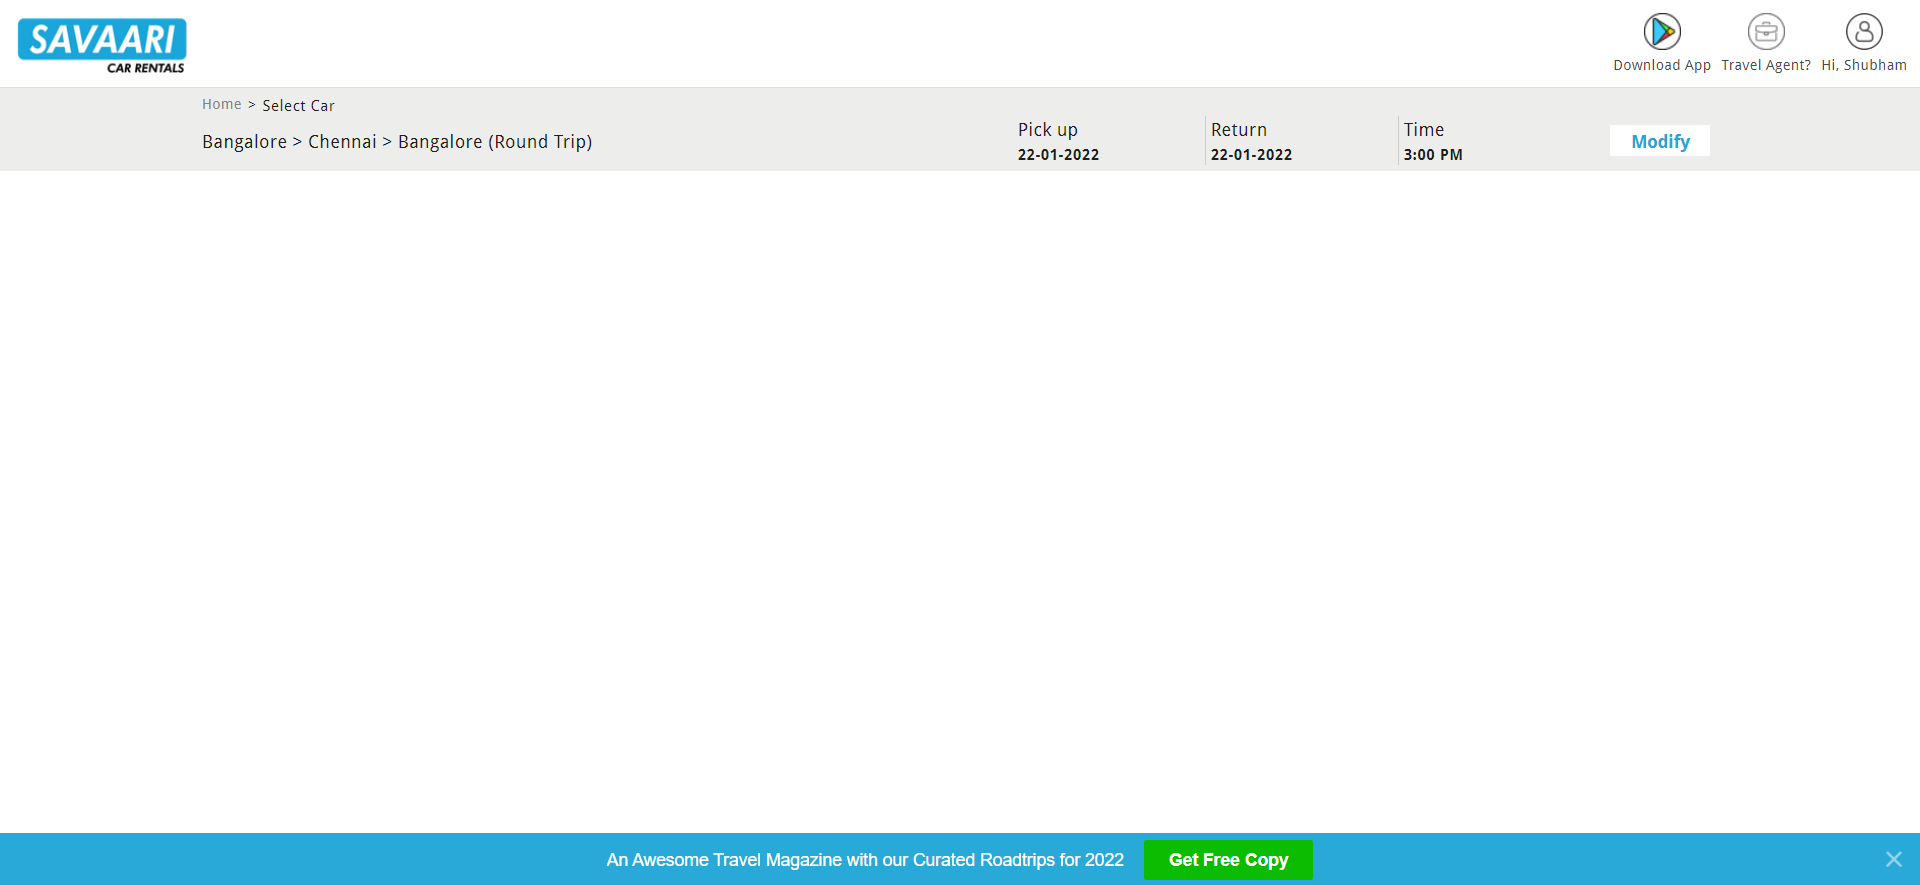 SAVAARI
CAR RENTALS
Download App
Travel Agent?
Hi, Shubham
Home > Select Car
Bangalore > Chennai > Bangalore (Round Trip)
Pick up
22-01-2022
Return
22-01-2022
Time
3:00 PM
Modify
An Awesome Travel Magazine with our Curated Roadtrips for 2022
Get Free Copy